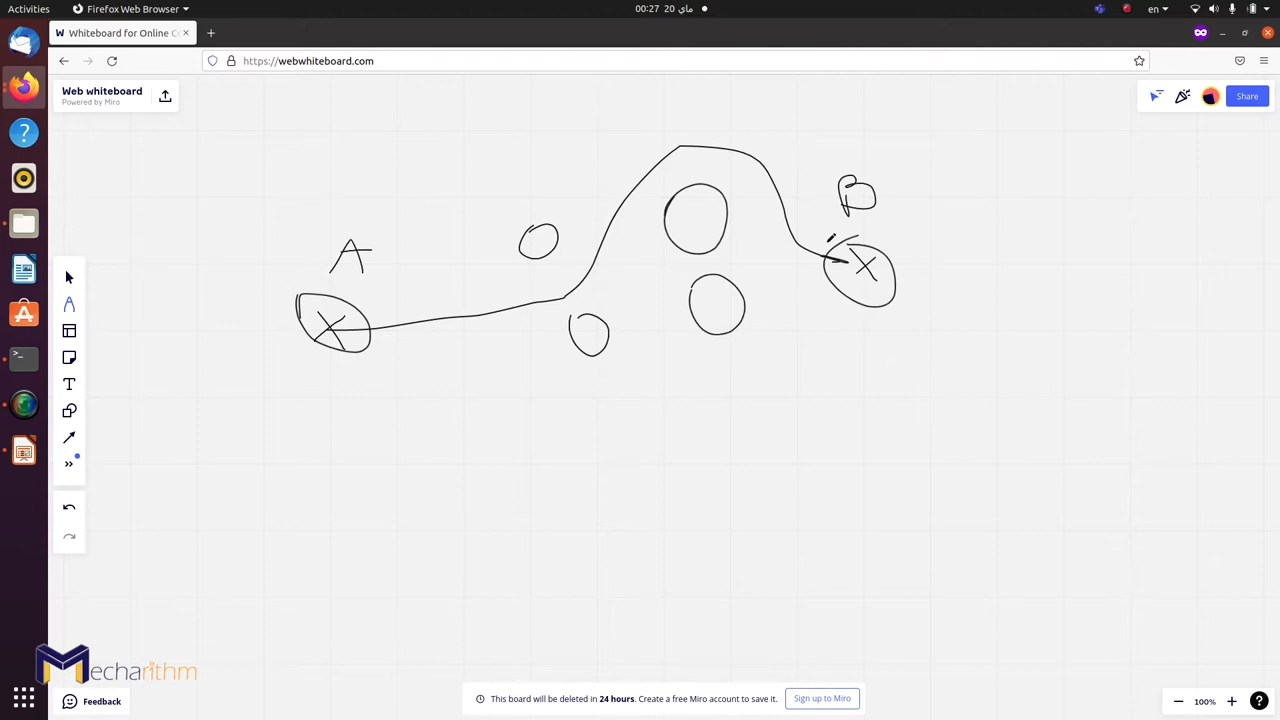 Activities
Firefox Web Browser
00:27 20 ماي
en
Whiteboard for Online Co
https://webwhiteboard.com
Web whiteboard
Powered by Miro
Share
A
B
X
X
T
This board will be deleted in 24 hours. Create a free Miro account to save it.
Sign up to Miro
Mecharithm
Feedback
100%